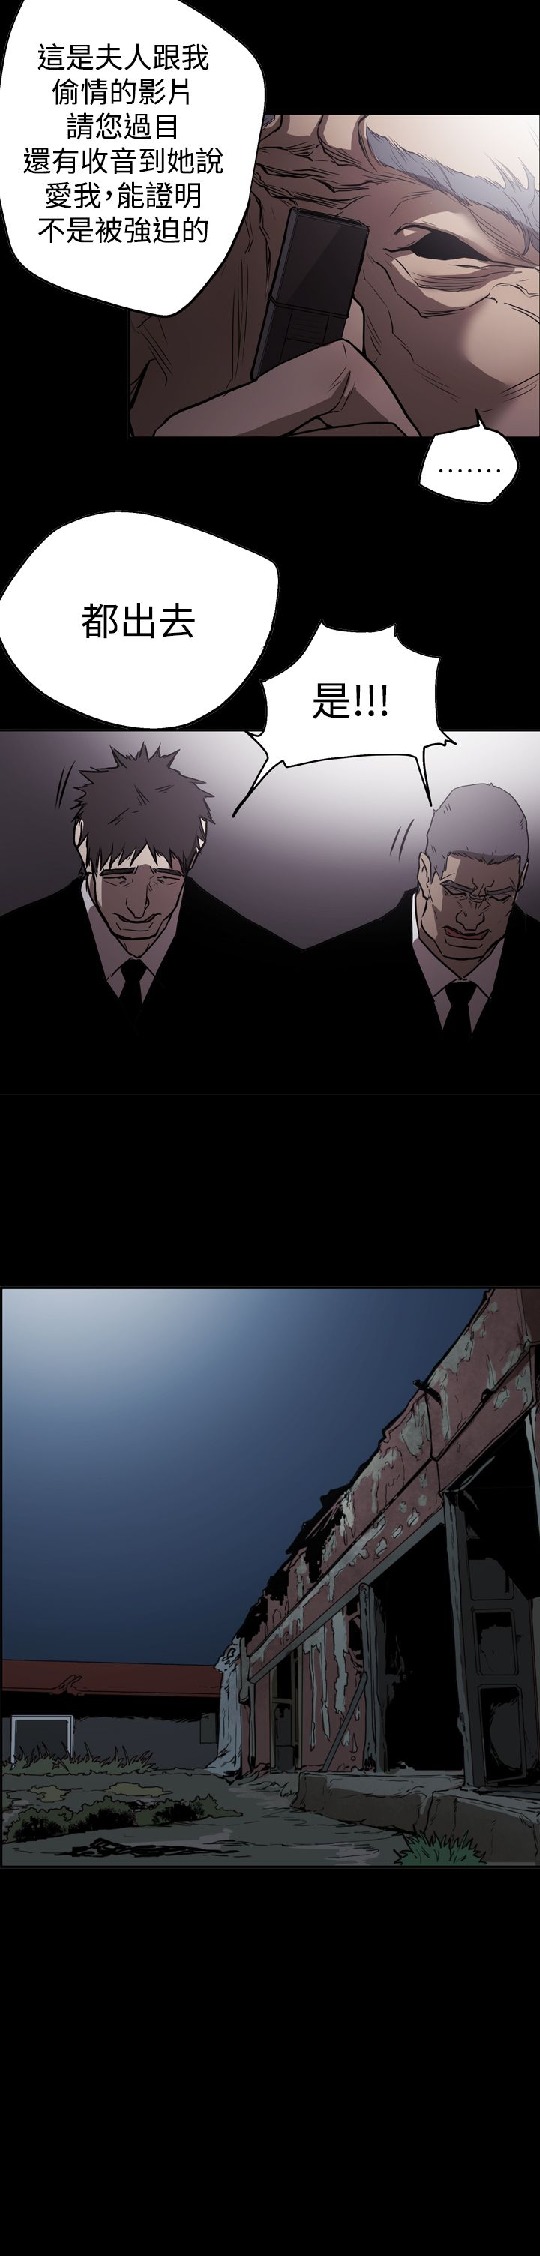 這是夫人跟我
偷情的影片
請您過目
還有收音到她說
愛我，能證明
不是被強迫的
.......
都出去
是!!!